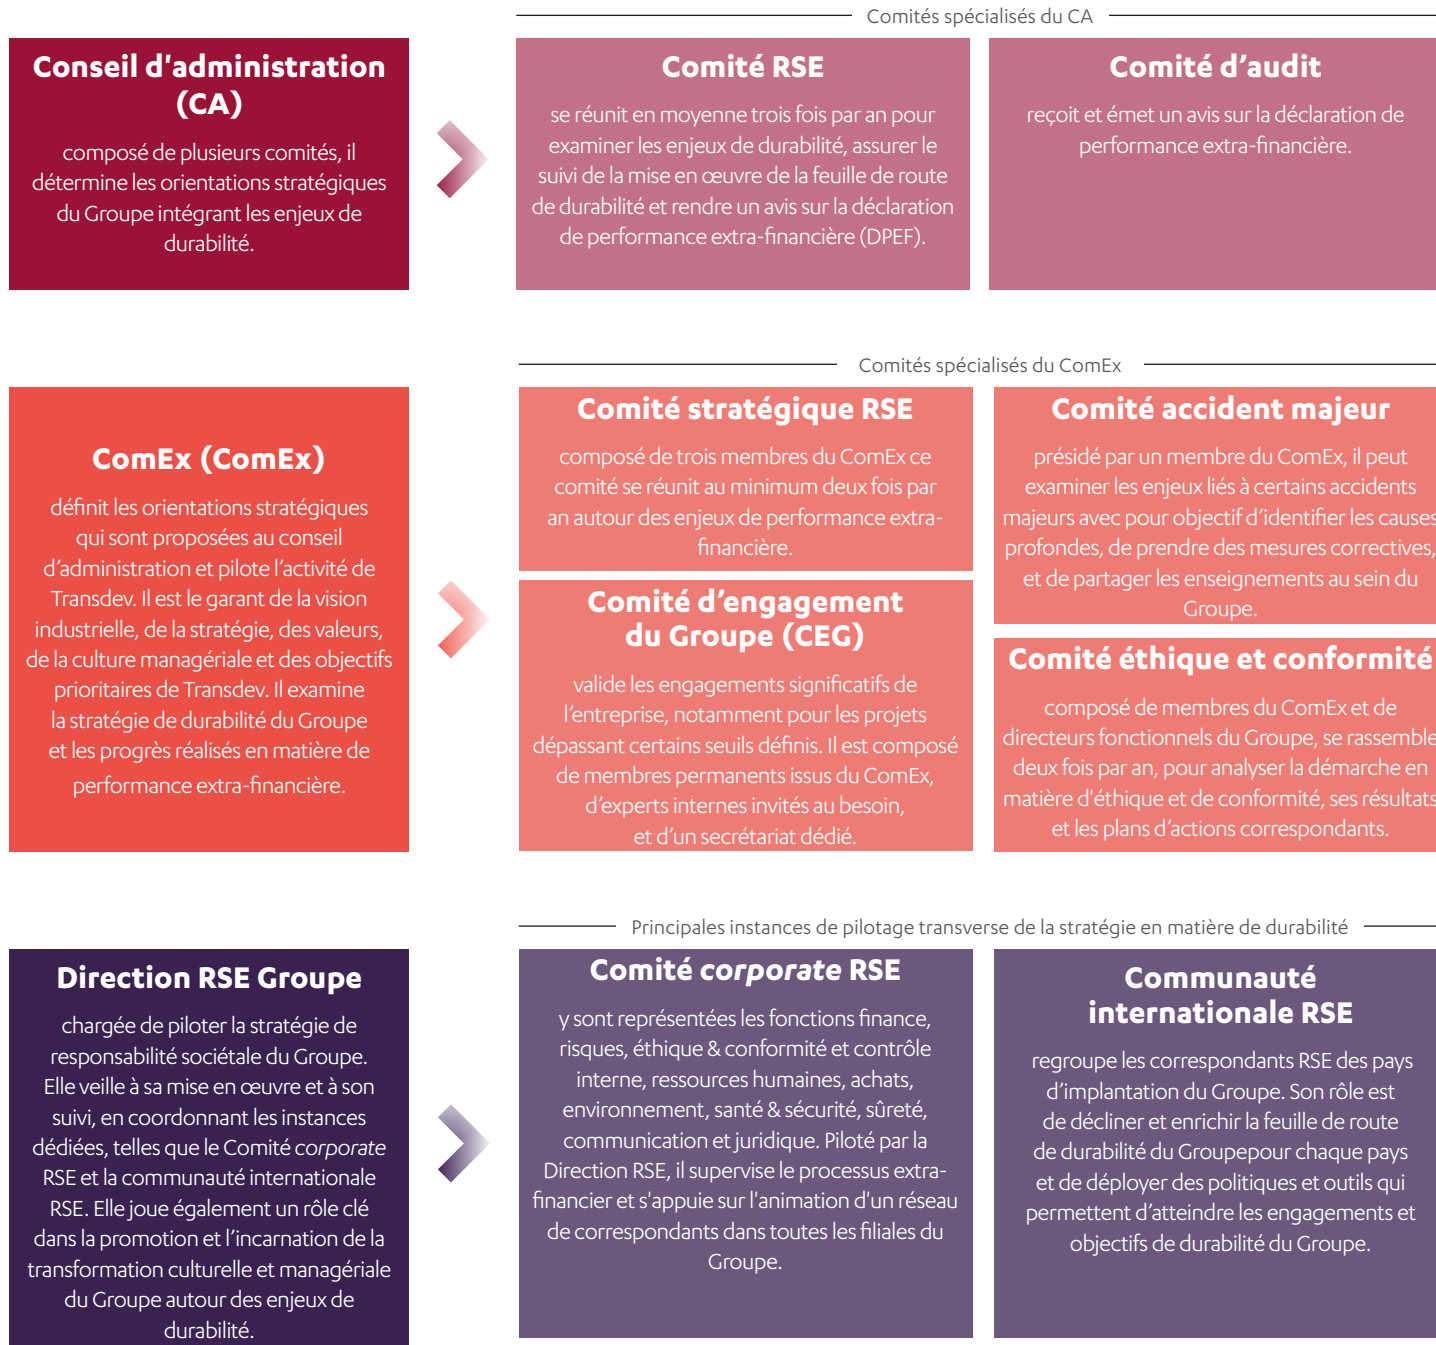 Comités spécialisés du CA
Conseil d'administration
(CA)
composé de plusieurs comités, il
détermine les orientations stratégiques
du Groupe intégrant les enjeux de
durabilité.
Comité RSE
se réunit en moyenne trois fois par an pour
examiner les enjeux de durabilité, assurer le
suivi de la mise en œuvre de la feuille de route
de durabilité et rendre un avis sur la déclaration
de performance extra-financière (DPEF).
Comité d’audit
reçoit et émet un avis sur la déclaration de
performance extra-financière.
Comités spécialisés du ComEx
ComEx (ComEx)
définit les orientations stratégiques
qui sont proposées au conseil
d’administration et pilote l’activité de
Transdev. Il est le garant de la vision
industrielle, de la stratégie, des valeurs,
de la culture managériale et des objectifs
prioritaires de Transdev. Il examine
la stratégie de durabilité du Groupe
et les progrès réalisés en matière de
performance extra-financière.
Comité stratégique RSE
composé de trois membres du ComEx ce
comité se réunit au minimum deux fois par
an autour des enjeux de performance extra-
financière.
Comité d’engagement
du Groupe (CEG)
valide les engagements significatifs de
l’entreprise, notamment pour les projets
dépassant certains seuils définis. Il est composé
de membres permanents issus du ComEx,
d’experts internes invités au besoin,
et d’un secrétariat dédié.
Comité accident majeur
présidé par un membre du ComEx, il peut
examiner les enjeux liés à certains accidents
majeurs avec pour objectif d’identifier les causes
profondes, de prendre des mesures correctives,
et de partager les enseignements au sein du
Groupe.
Comité éthique et conformité
composé de membres du ComEx et de
directeurs fonctionnels du Groupe, se rassemble
deux fois par an, pour analyser la démarche en
matière d'éthique et de conformité, ses résultats
et les plans d’actions correspondants.
Principales instances de pilotage transverse de la stratégie en matière de durabilité
Direction RSE Groupe
chargée de piloter la stratégie de
responsabilité sociétale du Groupe.
Elle veille à sa mise en œuvre et à son
suivi, en coordonnant les instances
dédiées, telles que le Comité corporate
RSE et la communauté internationale
RSE. Elle joue également un rôle clé
dans la promotion et l’incarnation de la
transformation culturelle et managériale
du Groupe autour des enjeux de
durabilité.
Comité corporate RSE
y sont représentées les fonctions finance,
risques, éthique & conformité et contrôle
interne, ressources humaines, achats,
environnement, santé & sécurité, sûreté,
communication et juridique. Piloté par la
Direction RSE, il supervise le processus extra-
financier et s'appuie sur l'animation d'un réseau
de correspondants dans toutes les filiales du
Groupe.
Communauté
internationale RSE
regroupe les correspondants RSE des pays
d’implantation du Groupe. Son rôle est
de décliner et enrichir la feuille de route
de durabilité du Groupepour chaque pays
et de déployer des politiques et outils qui
permettent d’atteindre les engagements et
objectifs de durabilité du Groupe.